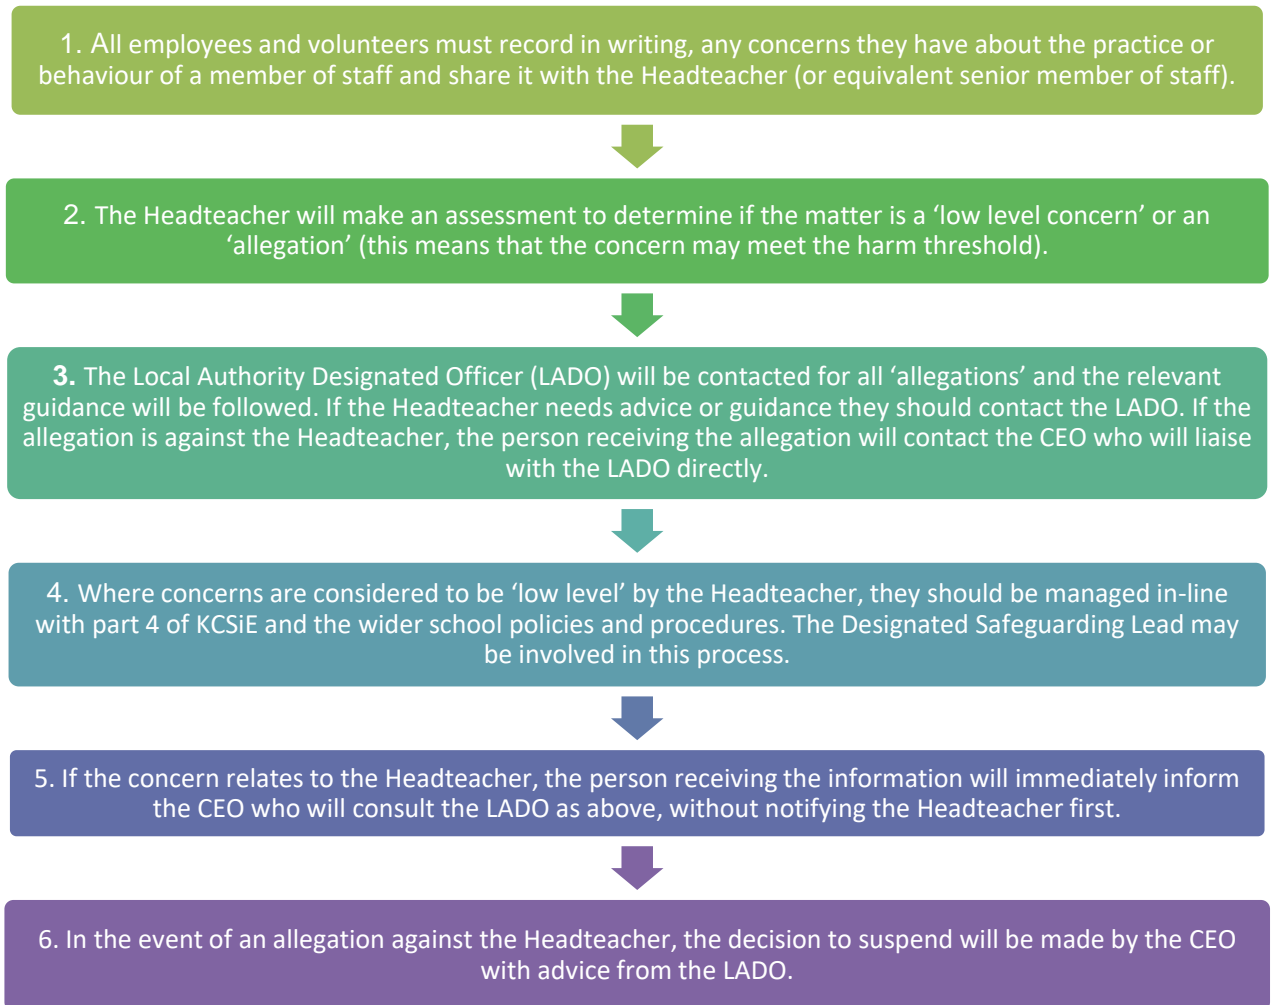 1. All employees and volunteers must record in writing, any concerns they have about the practice or
behaviour of a member of staff and share it with the Headteacher (or equivalent senior member of staff).
2. The Headteacher will make an assessment to determine if the matter is a ‘low level concern’ or an
‘allegation’ (this means that the concern may meet the harm threshold).
3. The Local Authority Designated Officer (LADO) will be contacted for all ‘allegations’ and the relevant
guidance will be followed. If the Headteacher needs advice or guidance they should contact the LADO. If the
allegation is against the Headteacher, the person receiving the allegation will contact the CEO who will liaise
with the LADO directly.
4. Where concerns are considered to be ‘low level’ by the Headteacher, they should be managed in-line
with part 4 of KCSiE and the wider school policies and procedures. The Designated Safeguarding Lead may
be involved in this process.
5. If the concern relates to the Headteacher, the person receiving the information will immediately inform
the CEO who will consult the LADO as above, without notifying the Headteacher first.
6. In the event of an allegation against the Headteacher, the decision to suspend will be made by the CEO
with advice from the LADO.